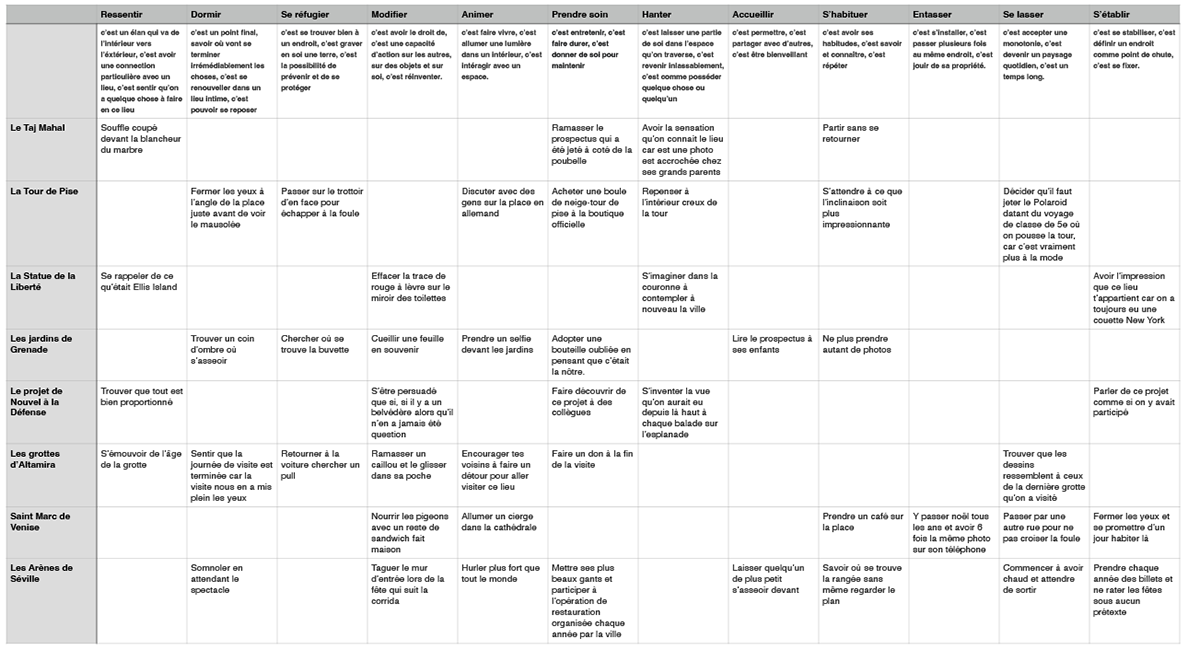 Ressentir Dormir Se réfugier Modifier Animer Prendre soin Hanter Accueillir S'habituer Entasser Se lasser S'établir
c'est un élan qui va de
l'intérieur vers
l'éxtérieur, c'est avoir
une connection
particulière avec un
lieu, c'est sentir qu'on
a quelque chose à faire
en ce lieu
c'est un point final,
savoir où vont se
terminer
irrémédiablement les
choses, c'est se
renouveller dans un
lieu intime, c'est
pouvoir se reposer
c'est se trouver bien à
un endroit, c'est graver
en soi une terre, c'est
la possibilité de
prévenir et de se
protéger
c'est avoir le droit de,
c'est une capacité
d'action sur les autres,
sur des objets et sur
soi, c'est réinventer.
c'est faire vivre, c'est
allumer une lumière
dans un intérieur, c'est
intéragir avec un
espace.
c'est entretenir, c'est
faire durer, c'est
donner de soi pour
maintenir
c'est laisser une partie
de soi dans l'espace
qu'on traverse, c'est
revenir inlassablement,
c'est comme posséder
quelque chose ou
quelqu'un
c'est permettre, c'est
partager avec d'autres,
c'est être bienveillant
c'est avoir ses
habitudes, c'est savoir
et connaître, c'est
répéter
c'est s'installer, c'est
passer plusieurs fois
au même endroit, c'est
jouir de sa propriété.
c'est accepter une
monotonie, c'est
devenir un paysage
quotidien, c'est un
temps long.
c'est se stabiliser, c'est
définir un endroit
comme point de chute,
c'est se fixer.
Le Taj Mahal
Souffle coupé
devant la blancheur
du marbre
Ramasser le
prospectus qui a
été jeté à coté de la
poubelle
Avoir la sensation
qu'on connait le lieu
car est une photo
est accrochée chez
ses grands parents
Partir sans se
retourner
La Tour de Pise
Fermer les yeux à
l'angle de la place
juste avant de voir
le mausolée
Passer sur le trottoir
d'en face pour
échapper à la foule
Discuter avec des
gens sur la place en
allemand
Acheter une boule
de neige-tour de
pise à la boutique
officielle
Repenser à
l'intérieur creux de
la tour
S'attendre à ce que
l'inclinaison soit
plus
impressionnante
Décider qu'il faut
jeter le Polaroid
datant du voyage
de classe de 5e où
on pousse la tour,
car c'est vraiment
plus à la mode
La Statue de la
Liberté
Se rappeler de ce
qu'était Ellis Island
Effacer la trace de
rouge à lèvre sur le
miroir des toilettes
S'imaginer dans la
couronne à
contempler à
nouveau la ville
Avoir l'impression
que ce lieu
t'appartient car on a
toujours eu une
couette New York
Les jardins de
Grenade
Trouver un coin
d'ombre où
s'asseoir
Chercher où se
trouve la buvette
Cueillir une feuille
en souvenir
Prendre un selfie
devant les jardins
Adopter une
bouteille oubliée en
pensant que c'était
la nôtre.
Lire le prospectus à
ses enfants
Ne plus prendre
autant de photos
Le projet de
Nouvel à la
Défense
Trouver que tout est
bien proportionné
S'être persuadé
que si, si il y a un
belvédère alors qu'il
n'en a jamais été
question
Faire découvrir de
ce projet à des
collègues
S'inventer la vue
qu'on aurait eu
depuis là haut à
chaque balade sur
l'esplanade
Parler de ce projet
comme si on y avait
participé
Les grottes
d'Altamira
S'émouvoir de l'âge
de la grotte
Sentir que la
journée de visite est
terminée car la
visite nous en a mis
plein les yeux
Retourner à la
voiture chercher un
pull
Ramasser un
caillou et le glisser
dans sa poche
Encourager tes
voisins à faire un
détour pour aller
visiter ce lieu
Faire un don à la fin
de la visite
Trouver que les
dessins
ressemblent à ceux
de la dernière grotte
qu'on a visité
Saint Marc de
Venise
Nourrir les pigeons
avec un reste de
sandwich fait
maison
Allumer un cierge
dans la cathédrale
Prendre un café sur
la place
Y passer noël tous
les ans et avoir 6
fois la même photo
sur son téléphone
Passer par une
autre rue pour ne
pas croiser la foule
Fermer les yeux et
se promettre d'un
jour habiter là
Les Arènes de
Séville
Somnoler en
attendant le
spectacle
Taguer le mur
d'entrée lors de la
fête qui suit la
corrida
Hurler plus fort que
tout le monde
Mettre ses plus
beaux gants et
participer à
l'opération de
restauration
organisée chaque
année par la ville
Laisser quelqu'un
de plus petit
s'asseoir devant
Savoir où se trouve
la rangée sans
même regarder le
plan
Commencer à avoir
chaud et attendre
de sortir
Prendre chaque
année des billets et
ne rater les fêtes
sous aucun
prétexte